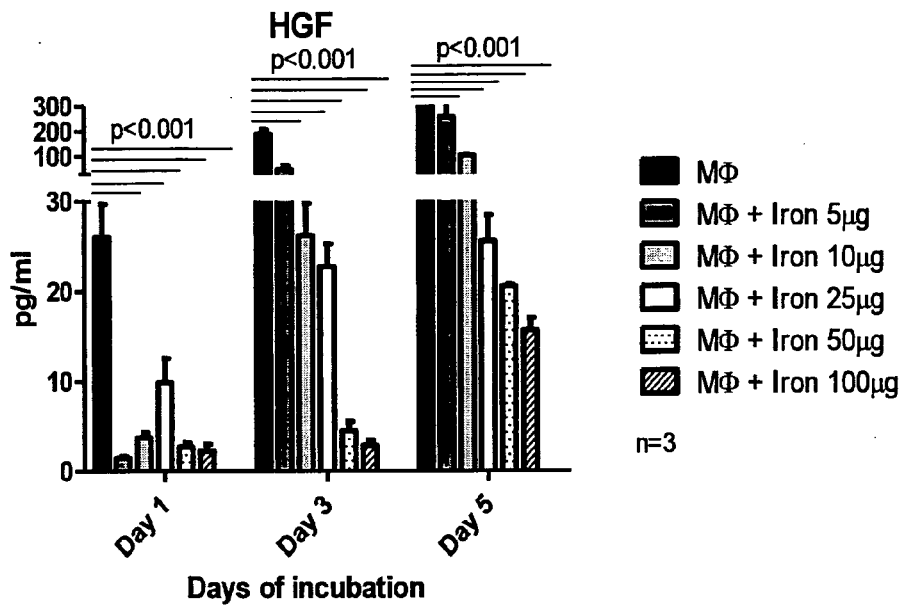 HGF
p<0.001
p<0.001
p<0.001
300
200
100
30
20
10
0
pg/ml
Day 1
Day 3
Day 5
Days of incubation
MΦ
MΦ + Iron 5µg
MΦ + Iron 10µg
MΦ + Iron 25µg
MΦ + Iron 50µg
MΦ + Iron 100µg
n=3